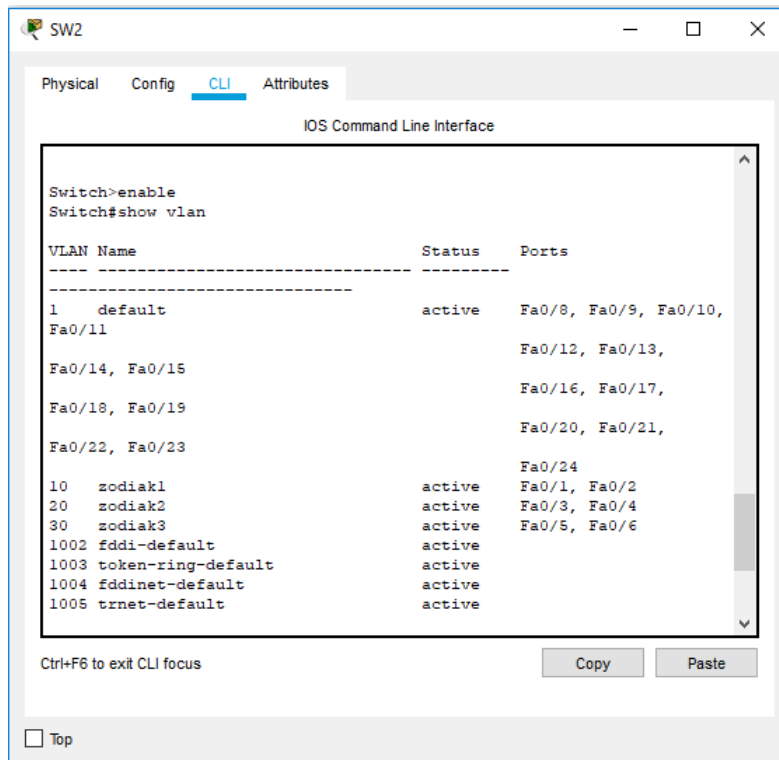 SW2
Physical Config CLI Attributes
IOS Command Line Interface
Switch>enable
Switch#show vlan
VLAN Name Status Ports
---- -------------------------------- ---------
-------------------------------
1 default active Fa0/8, Fa0/9, Fa0/10,
Fa0/11
Fa0/12, Fa0/13,
Fa0/14, Fa0/15
Fa0/16, Fa0/17,
Fa0/18, Fa0/19
Fa0/20, Fa0/21,
Fa0/22, Fa0/23
Fa0/24
10 zodiak1 active Fa0/1, Fa0/2
20 zodiak2 active Fa0/3, Fa0/4
30 zodiak3 active Fa0/5, Fa0/6
1002 fddi-default active
1003 token-ring-default active
1004 fddinet-default active
1005 trnet-default active
Ctrl+F6 to exit CLI focus
Copy Paste
Top